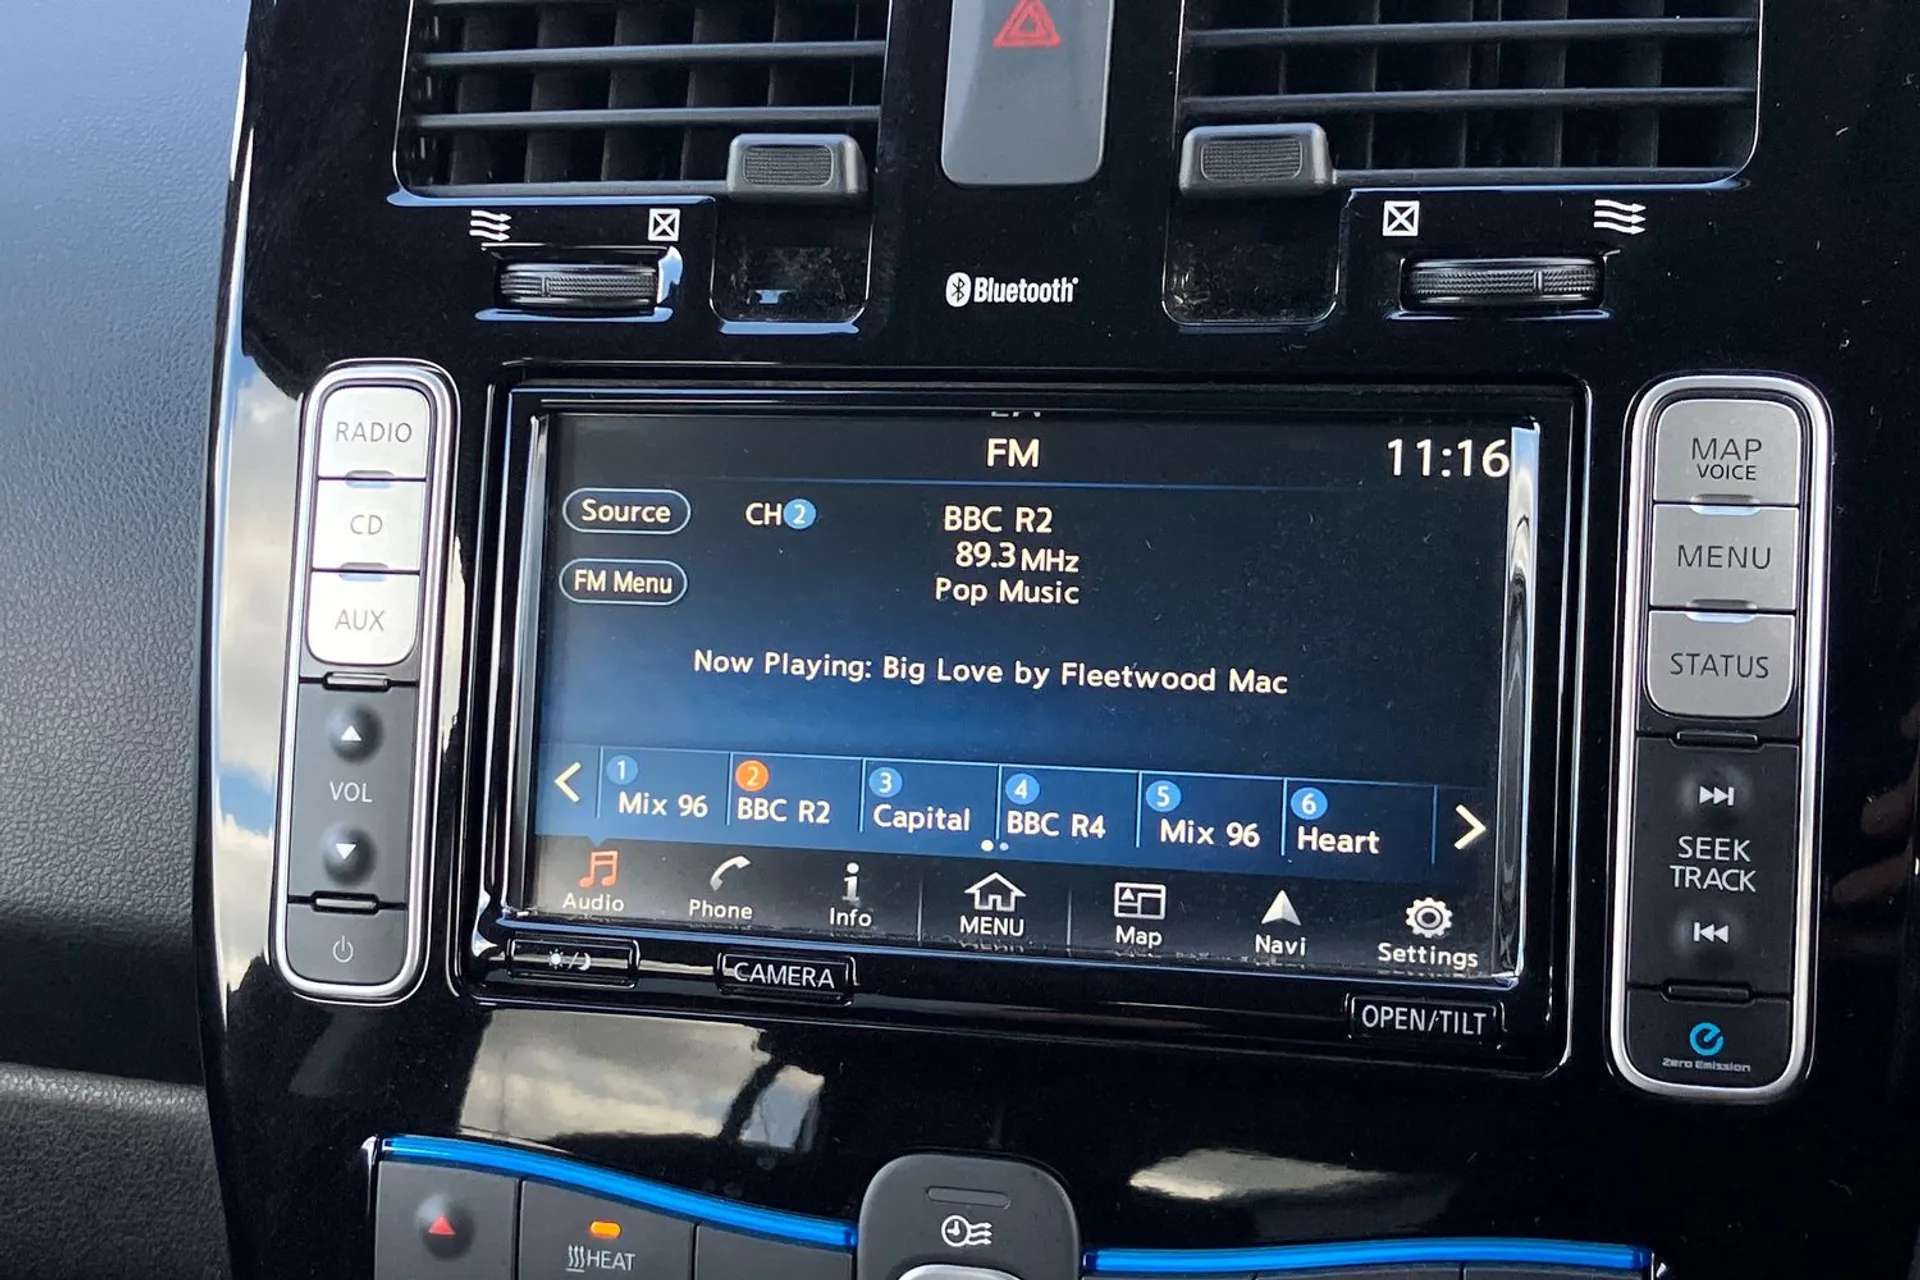 Bluetooth®
RADIO
CD
AUX
VOL
FM
11:16
Source
CH 2
BBC R2
89.3 MHz
FM Menu
Pop Music
Now Playing: Big Love by Fleetwood Mac
1
Mix 96
2
BBC R2
3
Capital
4
BBC R4
5
Mix 96
6
Heart
Audio
Phone
Info
MENU
Map
Navi
Settings
CAMERA
OPEN/TILT
MAP
VOICE
MENU
STATUS
SEEK
TRACK
Zero Emission
HEAT